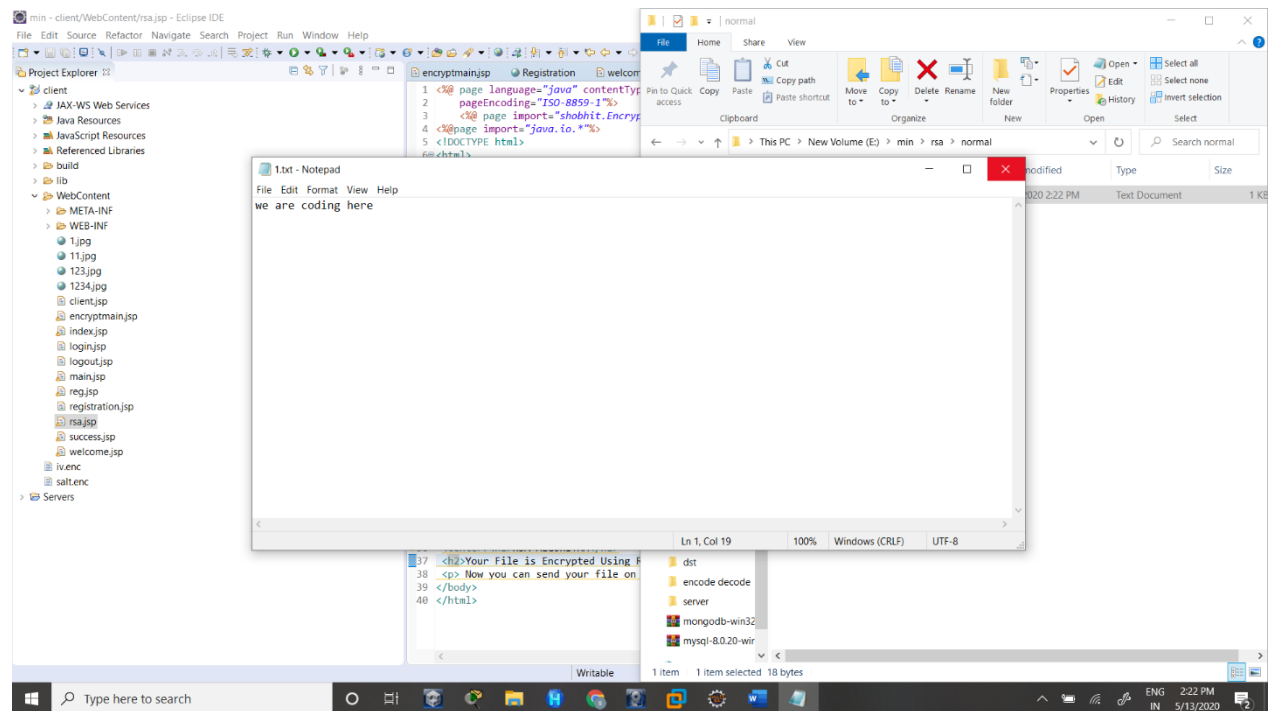 min - client/WebContent/rsa.jsp - Eclipse IDE
File Edit Source Refactor Navigate Search Project Run Window Help
Project Explorer
client
JAX-WS Web Services
Java Resources
JavaScript Resources
Referenced Libraries
build
lib
WebContent
META-INF
WEB-INF
1.jpg
11.jpg
123.jpg
1234.jpg
client.jsp
encryptmain.jsp
index.jsp
login.jsp
logout.jsp
main.jsp
reg.jsp
registration.jsp
rsa.jsp
success.jsp
welcome.jsp
iv.enc
salt.enc
Servers
encryptmain.jsp Registration welcom
1 <%@ page language="java" contentTyp
2 pageEncoding="ISO-8859-1"%>
3 <%@ page import="shobhit.Encryp
4 <%@page import="java.io.*"%>
5 <!DOCTYPE html>
6 <html>
37 <h2>Your File is Encrypted Using R
38 <p> Now you can send your file on
39 </body>
40 </html>
Writable
normal
File Home Share View
Pin to Quick access
Copy
Paste
Cut
Copy path
Paste shortcut
Clipboard
Move to
Copy to
Delete
Rename
Organize
New folder
New
Properties
Open
Edit
History
Open
Select all
Select none
Invert selection
Select
This PC > New Volume (E:) > min > rsa > normal
Search normal
modified Type Size
2020 2:22 PM Text Document 1 KB
1.txt - Notepad
File Edit Format View Help
we are coding here
Ln 1, Col 19 100% Windows (CRLF) UTF-8
dst
encode decode
server
mongodb-win32
mysql-8.0.20-wir
1 item 1 item selected 18 bytes
Type here to search
ENG 2:22 PM
IN 5/13/2020
2